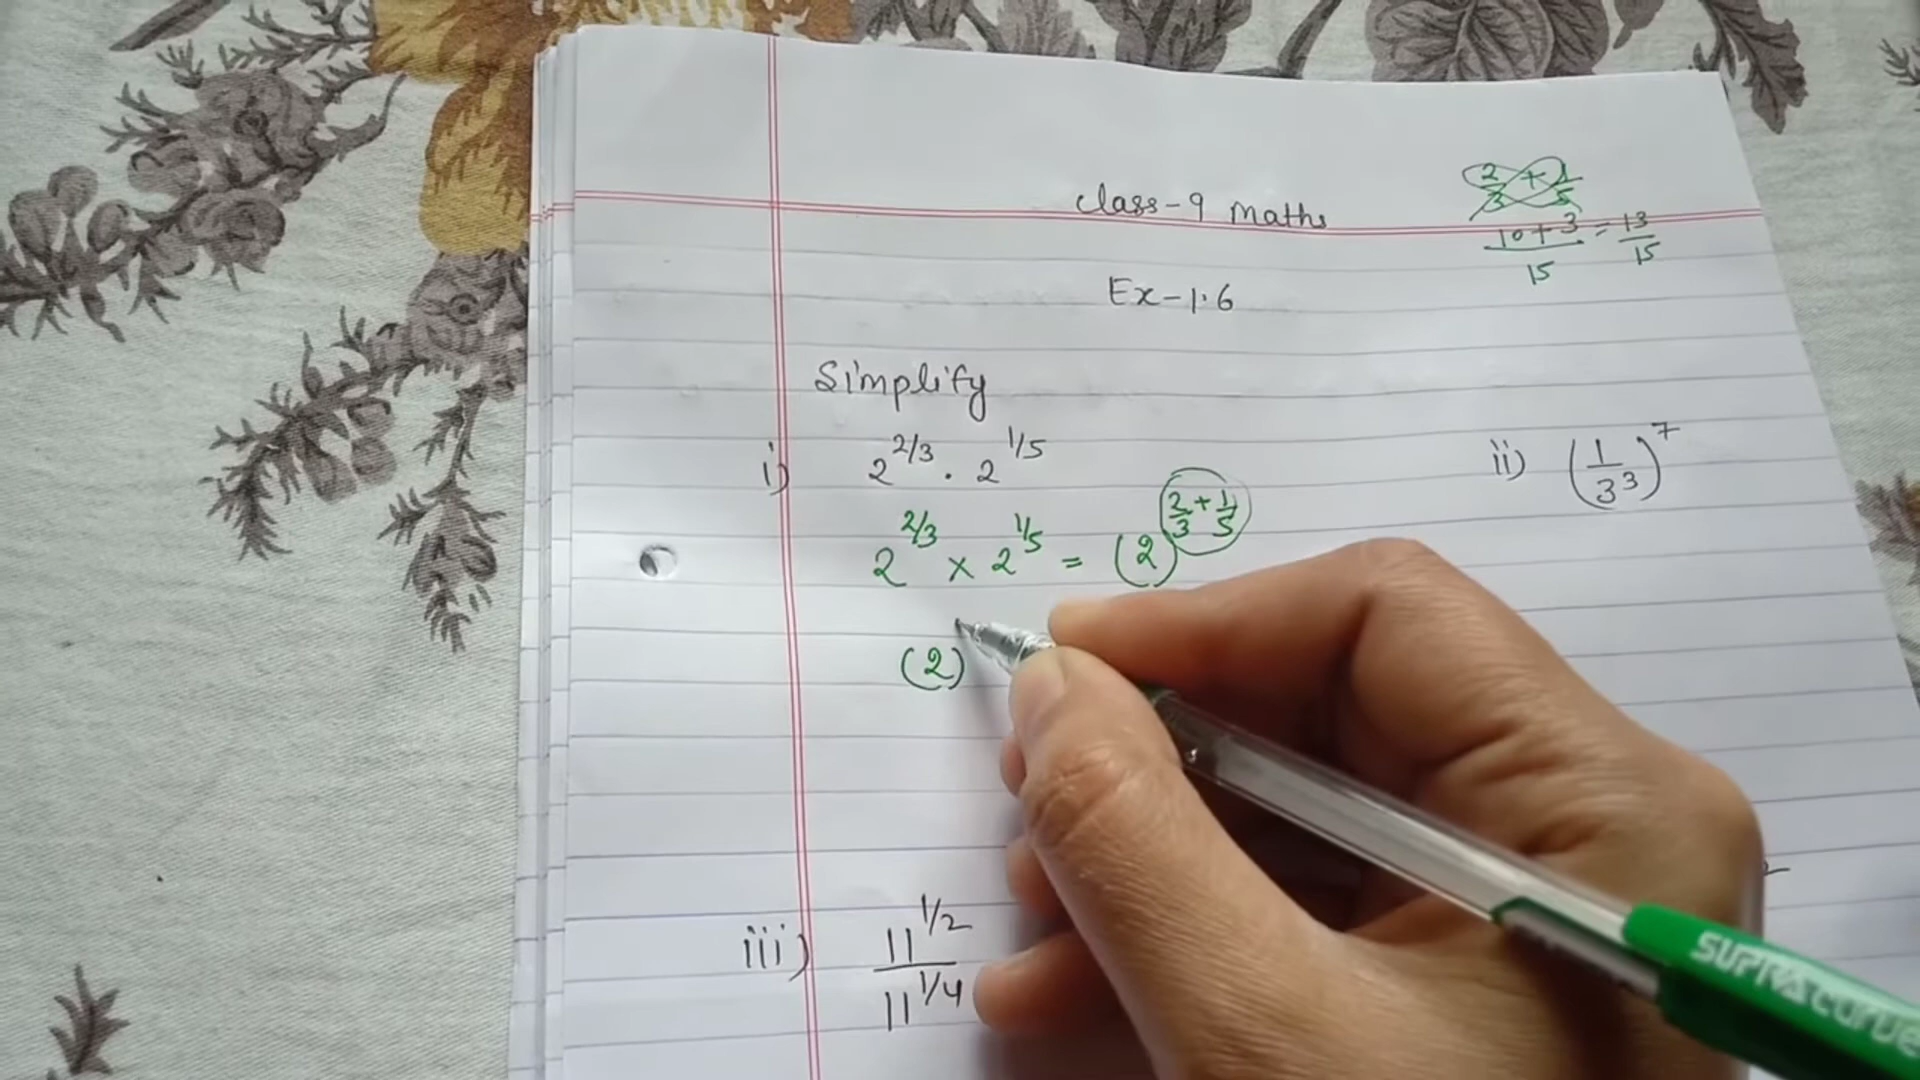 Class-9 Maths
2/3 + 1/5
10+3/15 = 13/15
Ex-1.6
Simplify
i) 2^2/3 . 2^1/5
ii) (1/3^3)^7
2^2/3 × 2^1/5 = (2)^2/3 + 1/5
(2)
iii) 11^1/2 / 11^1/4